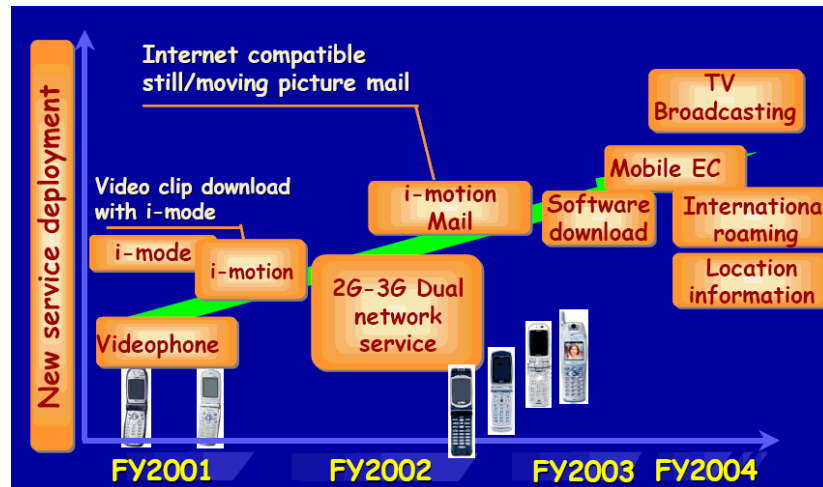 New service deployment
Internet compatible
still/moving picture mail
TV
Broadcasting
Mobile EC
Video clip download
with i-mode
i-motion
Mail
Software
download
International
roaming
i-mode
i-motion
2G-3G Dual
network
service
Location
information
Videophone
FY2001
FY2002
FY2003
FY2004